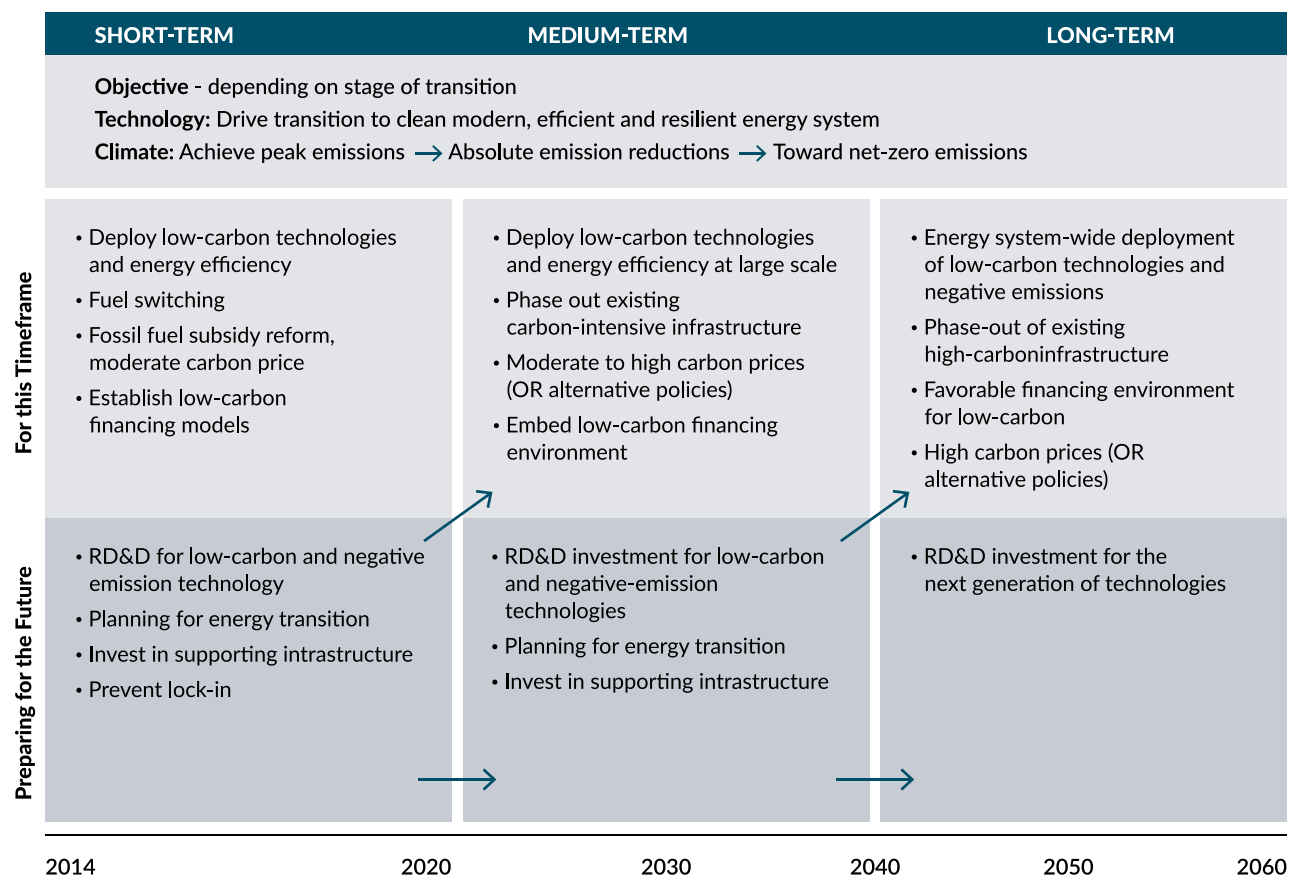 SHORT-TERM
MEDIUM-TERM
LONG-TERM
Objective - depending on stage of transition
Technology: Drive transition to clean modern, efficient and resilient energy system
Climate: Achieve peak emissions → Absolute emission reductions → Toward net-zero emissions
For this Timeframe
• Deploy low-carbon technologies
and energy efficiency
• Fuel switching
• Fossil fuel subsidy reform,
moderate carbon price
• Establish low-carbon
financing models
• Deploy low-carbon technologies
and energy efficiency at large scale
• Phase out existing
carbon-intensive infrastructure
• Moderate to high carbon prices
(OR alternative policies)
• Embed low-carbon financing
environment
• Energy system-wide deployment
of low-carbon technologies and
negative emissions
• Phase-out of existing
high-carboninfrastructure
• Favorable financing environment
for low-carbon
• High carbon prices (OR
alternative policies)
Preparing for the Future
• RD&D for low-carbon and negative
emission technology
• Planning for energy transition
• Invest in supporting intrastructure
• Prevent lock-in
• RD&D investment for low-carbon
and negative-emission
technologies
• Planning for energy transition
• Invest in supporting intrastructure
• RD&D investment for the
next generation of technologies
2014
2020
2030
2040
2050
2060